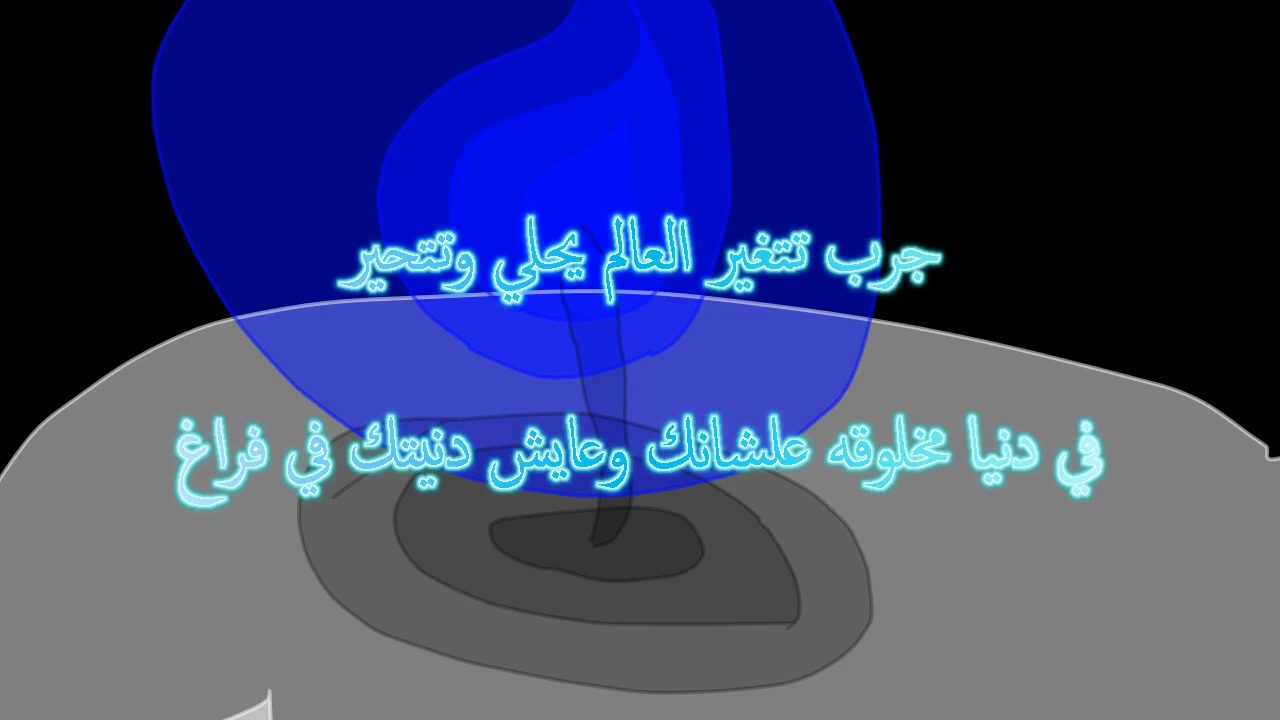 جرب تتغير العالم يحلي وتتحير
في دنيا مخلوقه علشانك وعايش دنيتك في فراغ